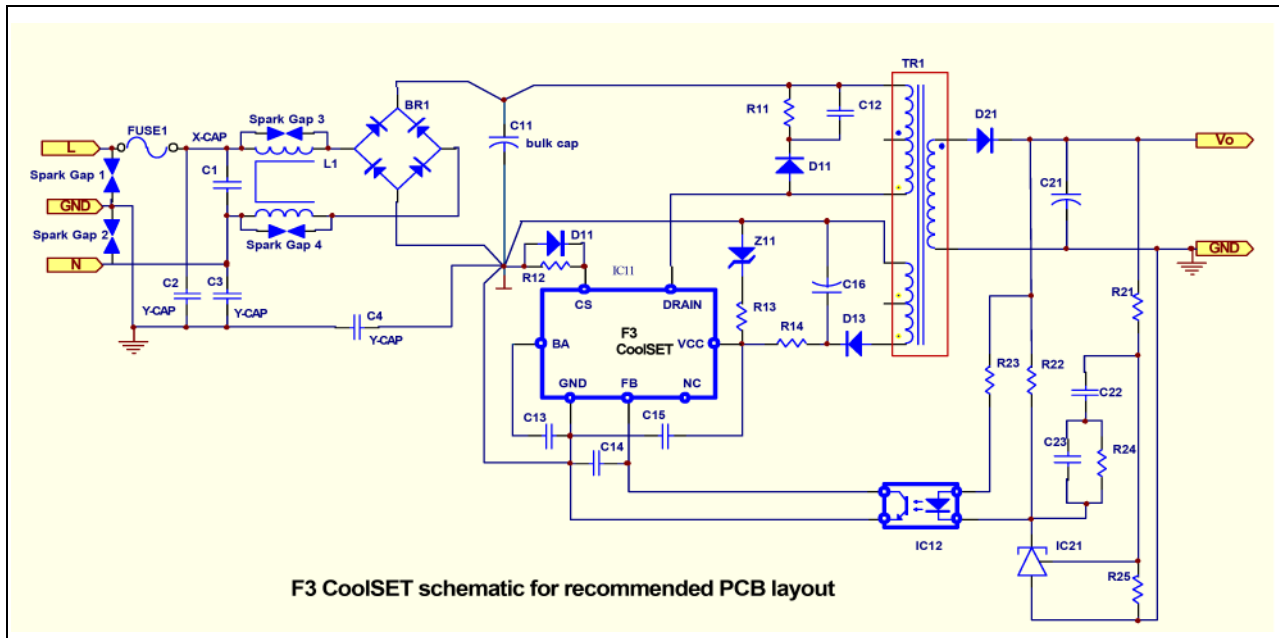 TR1
BR1
R11
C12
Spark Gap 3
C11
bulk cap
FUSE1
X-CAP
D21
L
L1
Vo
D11
C1
Spark Gap 1
C21
GND
Spark Gap 2
Spark Gap 4
D11
Z11
GND
N
R12
IC11
C2
C3
C16
R21
CS
DRAIN
Y-CAP
Y-CAP
C4
R13
F3
CoolSET
R14
D13
Y-CAP
BA
VCC
R23
R22
GND
FB
NC
C22
C13
C15
C23
R24
C14
IC12
IC21
R25
F3 CoolSET schematic for recommended PCB layout